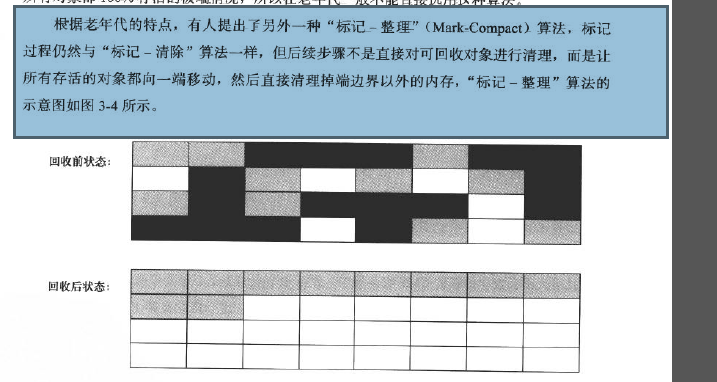 根据老年代的特点，有人提出了另外一种“标记－整理”（Mark-Compact）算法，标记
过程仍然与“标记－清除”算法一样，但后续步骤不是直接对可回收对象进行清理，而是让
所有存活的对象都向一端移动，然后直接清理掉端边界以外的内存，“标记－整理”算法的
示意图如图 3-4 所示。
回收前状态：
回收后状态：